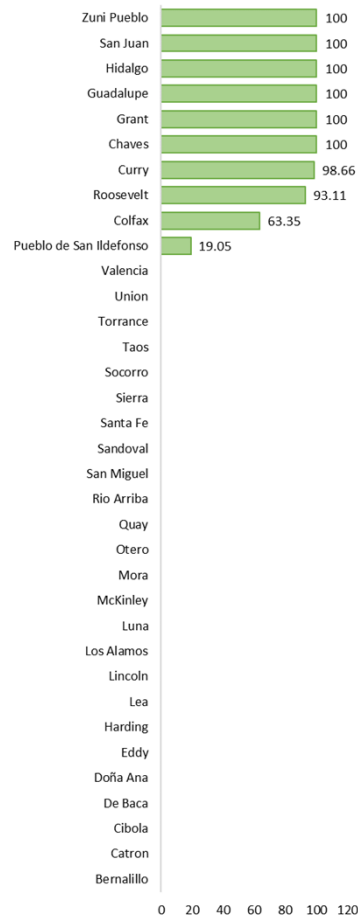 Zuni Pueblo 100
San Juan 100
Hidalgo 100
Guadalupe 100
Grant 100
Chaves 100
Curry 98.66
Roosevelt 93.11
Colfax 63.35
Pueblo de San Ildefonso 19.05
Valencia
Union
Torrance
Taos
Socorro
Sierra
Santa Fe
Sandoval
San Miguel
Rio Arriba
Quay
Otero
Mora
McKinley
Luna
Los Alamos
Lincoln
Lea
Harding
Eddy
Doña Ana
De Baca
Cibola
Catron
Bernalillo
0 20 40 60 80 100 120